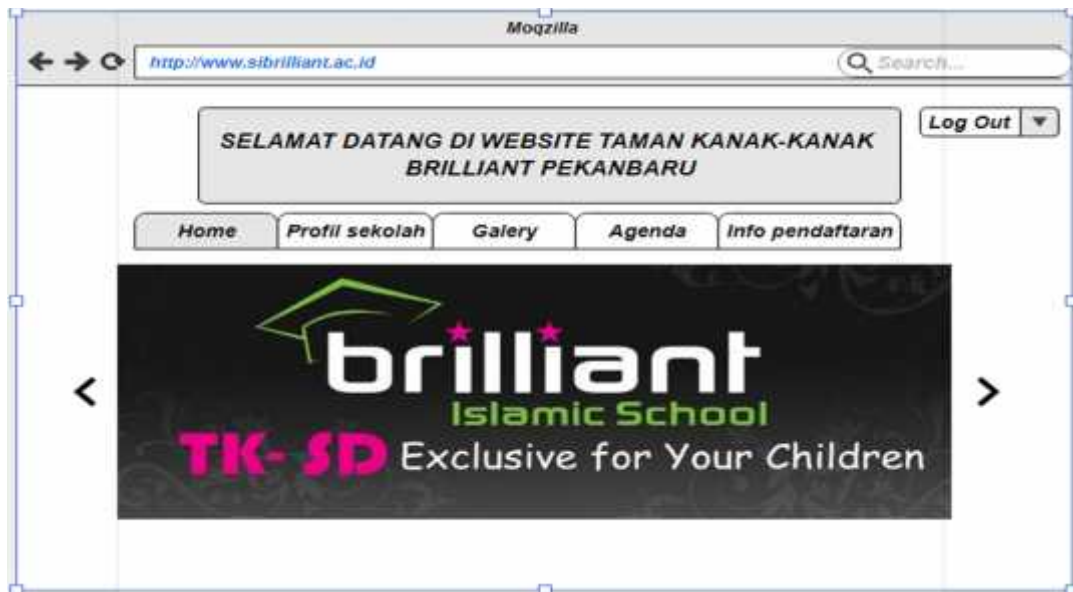 Moqzilla
http://www.sibrilliant.ac.id
Search...
Log Out
SELAMAT DATANG DI WEBSITE TAMAN KANAK-KANAK
BRILLIANT PEKANBARU
Home Profil sekolah Galery Agenda Info pendaftaran
brilliant
Islamic School
TK- SD Exclusive for Your Children